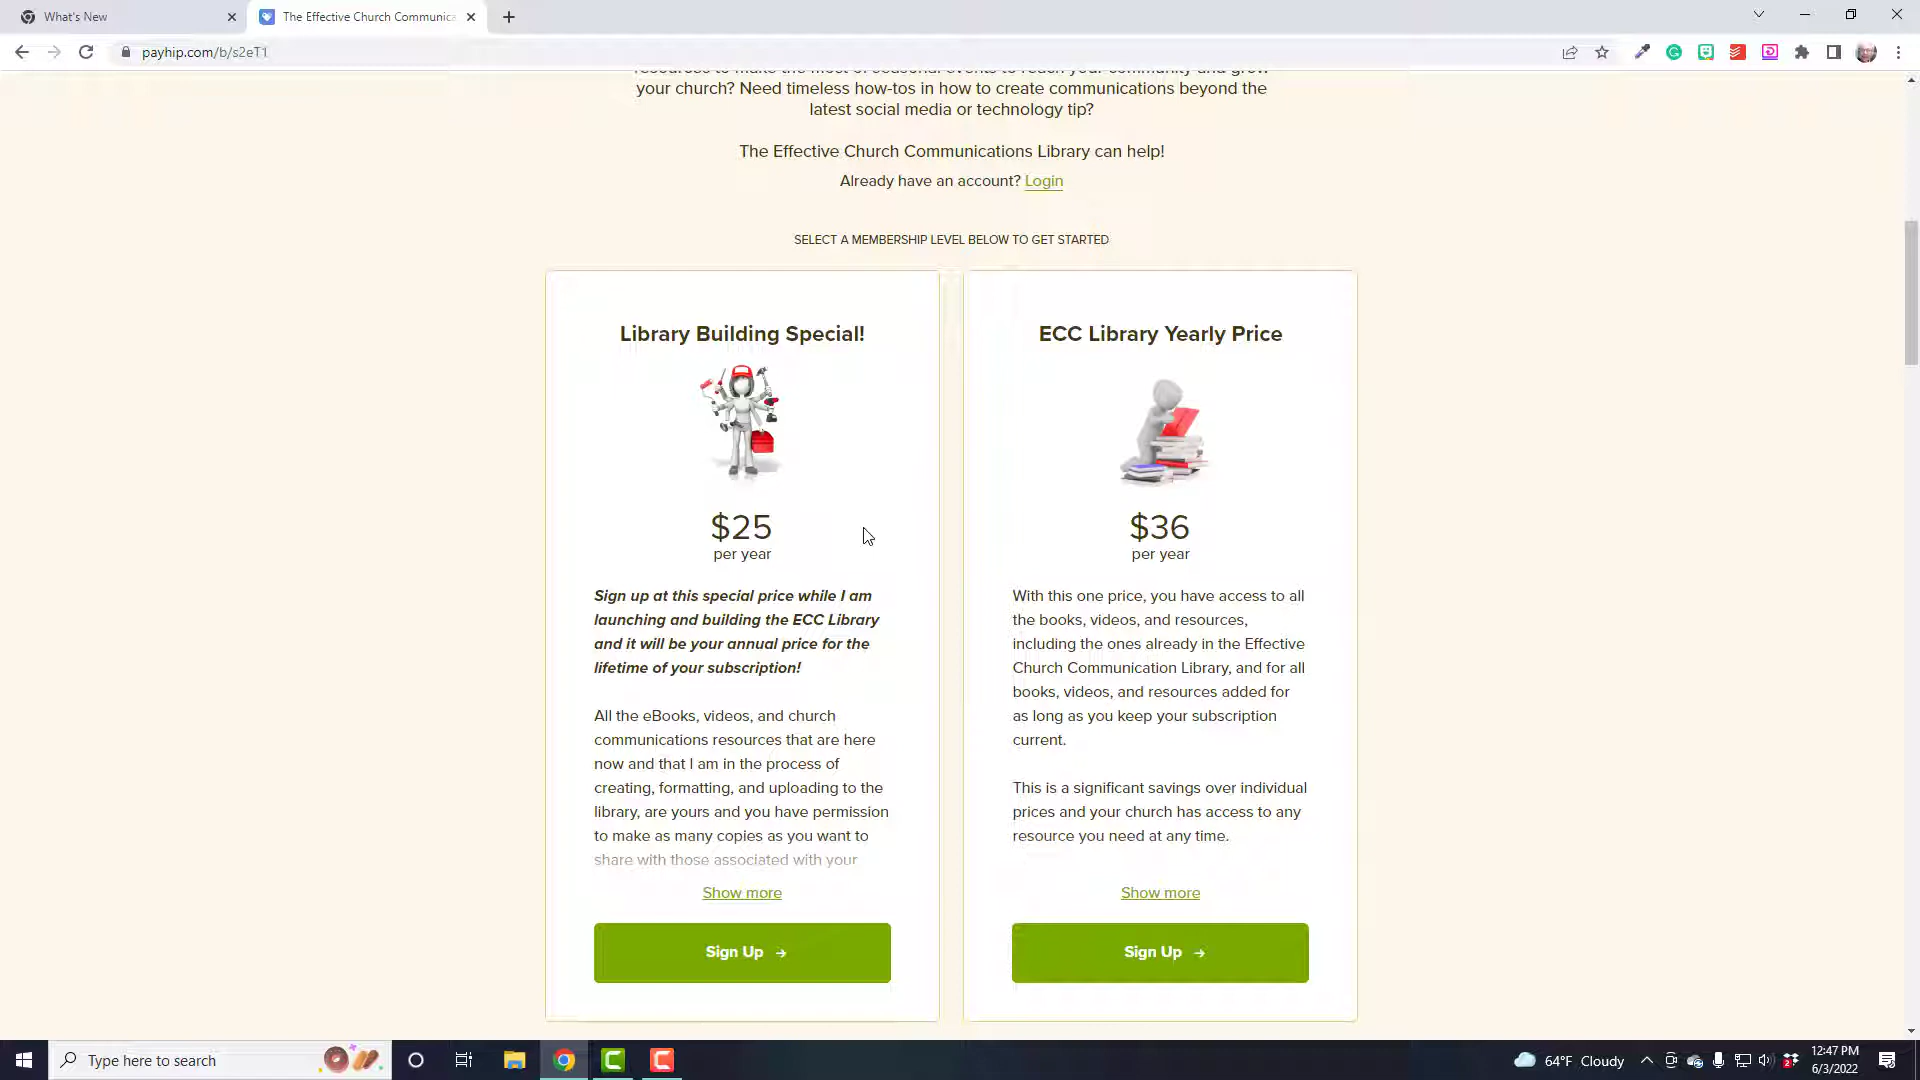 What's New
The Effective Church Communica
payhip.com/b/s2eT1
resources to make the most of seasonal events to reach your community and grow
your church? Need timeless how-tos in how to create communications beyond the
latest social media or technology tip?
The Effective Church Communications Library can help!
Already have an account? Login
SELECT A MEMBERSHIP LEVEL BELOW TO GET STARTED
Library Building Special!
$25
per year
Sign up at this special price while I am
launching and building the ECC Library
and it will be your annual price for the
lifetime of your subscription!
All the eBooks, videos, and church
communications resources that are here
now and that I am in the process of
creating, formatting, and uploading to the
library, are yours and you have permission
to make as many copies as you want to
share with those associated with your
Show more
Sign Up →
ECC Library Yearly Price
$36
per year
With this one price, you have access to all
the books, videos, and resources,
including the ones already in the Effective
Church Communication Library, and for all
books, videos, and resources added for
as long as you keep your subscription
current.
This is a significant savings over individual
prices and your church has access to any
resource you need at any time.
Show more
Sign Up →
Type here to search
64°F Cloudy
12:47 PM
6/3/2022